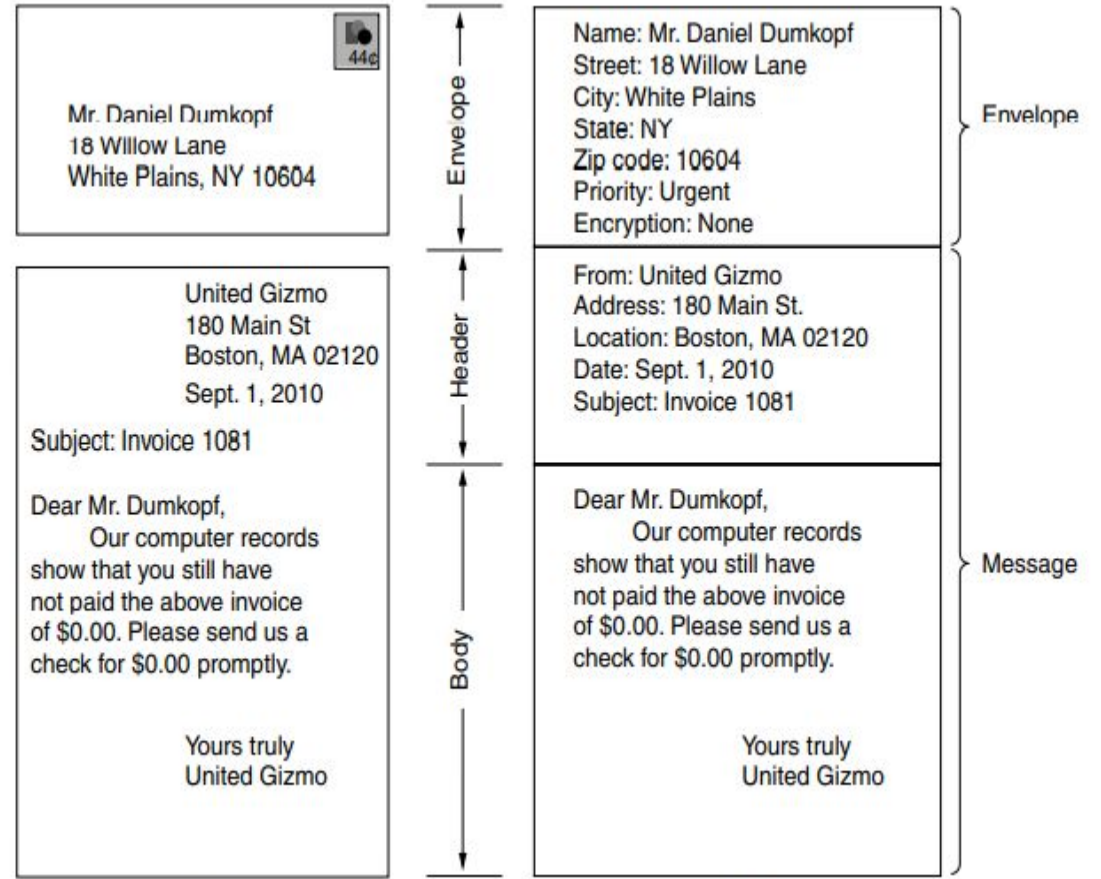 44¢
Mr. Daniel Dumkopf
18 Willow Lane
White Plains, NY 10604
United Gizmo
180 Main St
Boston, MA 02120
Sept. 1, 2010
Subject: Invoice 1081
Dear Mr. Dumkopf,
Our computer records
show that you still have
not paid the above invoice
of $0.00. Please send us a
check for $0.00 promptly.
Yours truly
United Gizmo
Envelope
Header
Body
Name: Mr. Daniel Dumkopf
Street: 18 Willow Lane
City: White Plains
State: NY
Zip code: 10604
Priority: Urgent
Encryption: None
From: United Gizmo
Address: 180 Main St.
Location: Boston, MA 02120
Date: Sept. 1, 2010
Subject: Invoice 1081
Dear Mr. Dumkopf,
Our computer records
show that you still have
not paid the above invoice
of $0.00. Please send us a
check for $0.00 promptly.
Yours truly
United Gizmo
Envelope
Message